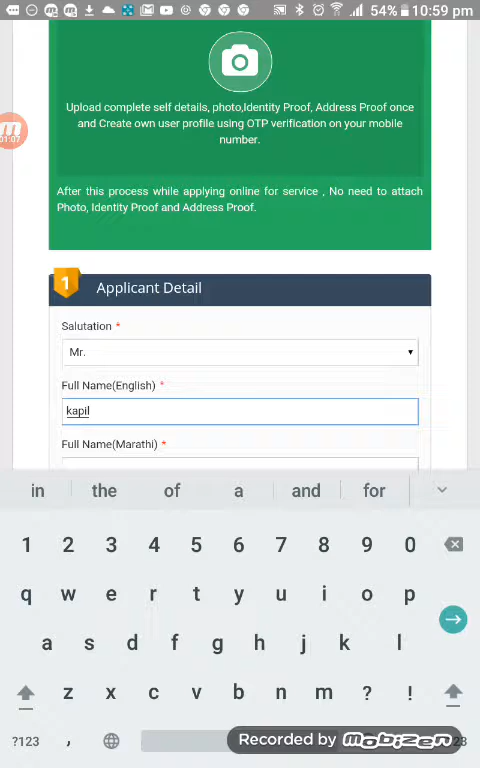 54% 10:59 pm
Upload complete self details, photo,Identity Proof, Address Proof once
and Create own user profile using OTP verification on your mobile
number.
01:07
After this process while applying online for service , No need to attach
Photo, Identity Proof and Address Proof.
1 Applicant Detail
Salutation *
Mr.
Full Name(English) *
kapil
Full Name(Marathi) *
in the of a and for
1 2 3 4 5 6 7 8 9 0
q w e r t y u i o p
a s d f g h j k l
z x c v b n m ? !
?123 , Recorded by mobizen 23